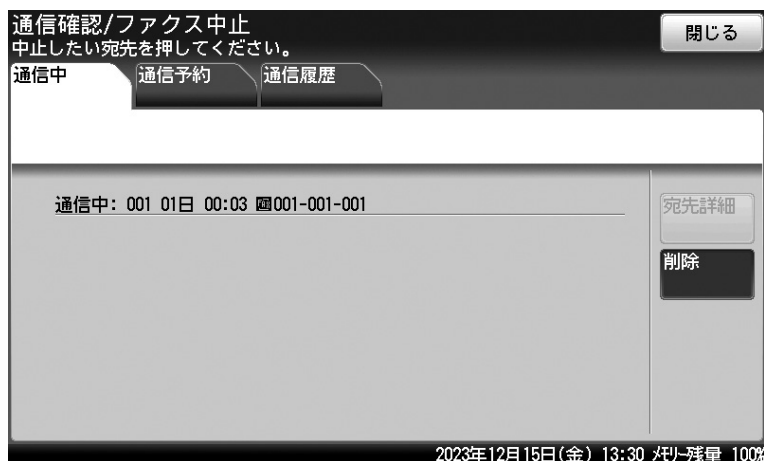 通信確認/ファクス中止
中止したい宛先を押してください。
閉じる
通信中
通信予約
通信履歴
通信中: 001 01日 00:03 001-001-001
宛先詳細
削除
2023年12月15日(金) 13:30 メモリー残量 100%